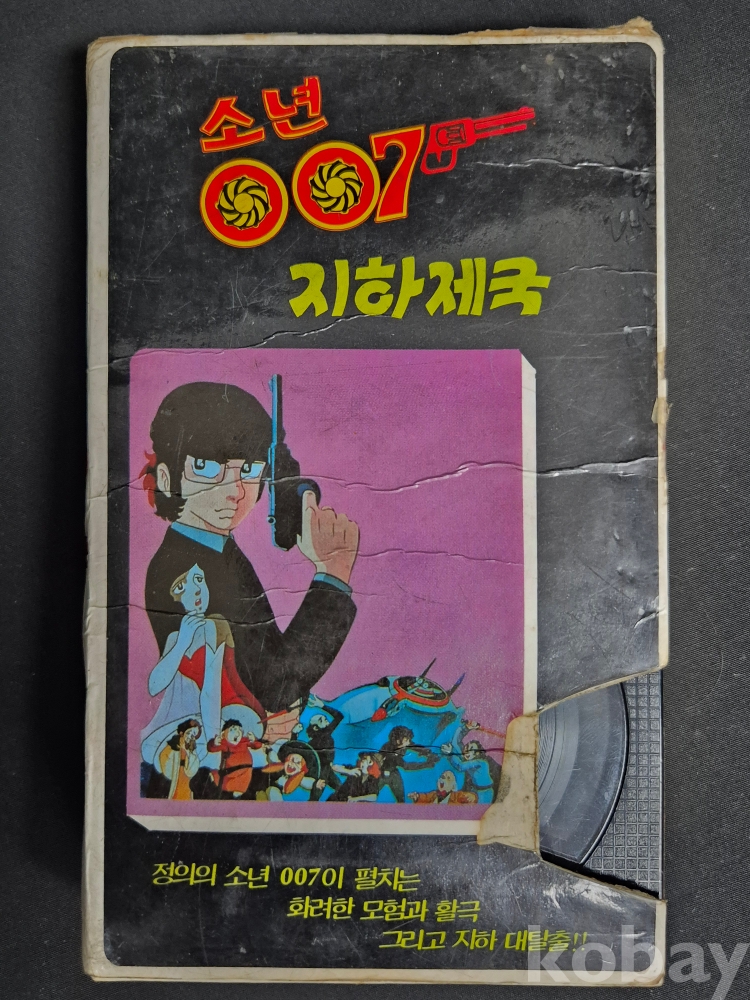 소년
007
지하제국
정의의 소년 007이 펼치는
화려한 모험과 활극
그리고 지하 대탈출!!
kobay